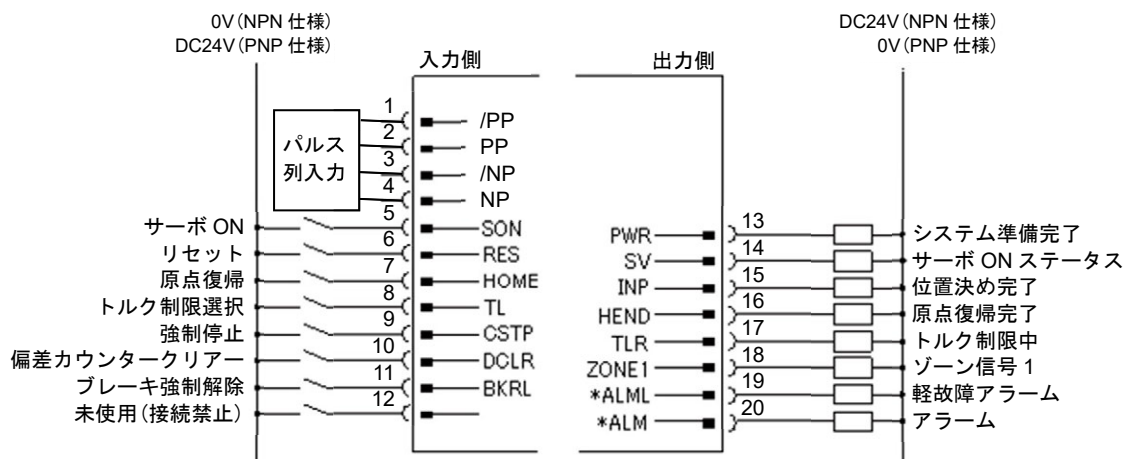 0V(NPN 仕様)
DC24V(PNP 仕様)
DC24V(NPN 仕様)
0V(PNP 仕様)
入力側
出力側
パルス
列入力
1 /PP
2 PP
3 /NP
4 NP
サーボ ON 5 SON
リセット 6 RES
原点復帰 7 HOME
トルク制限選択 8 TL
強制停止 9 CSTP
偏差カウンタークリアー 10 DCLR
ブレーキ強制解除 11 BKRL
未使用(接続禁止) 12
PWR 13 システム準備完了
SV 14 サーボ ON ステータス
INP 15 位置決め完了
HEND 16 原点復帰完了
TLR 17 トルク制限中
ZONE1 18 ゾーン信号 1
*ALML 19 軽故障アラーム
*ALM 20 アラーム